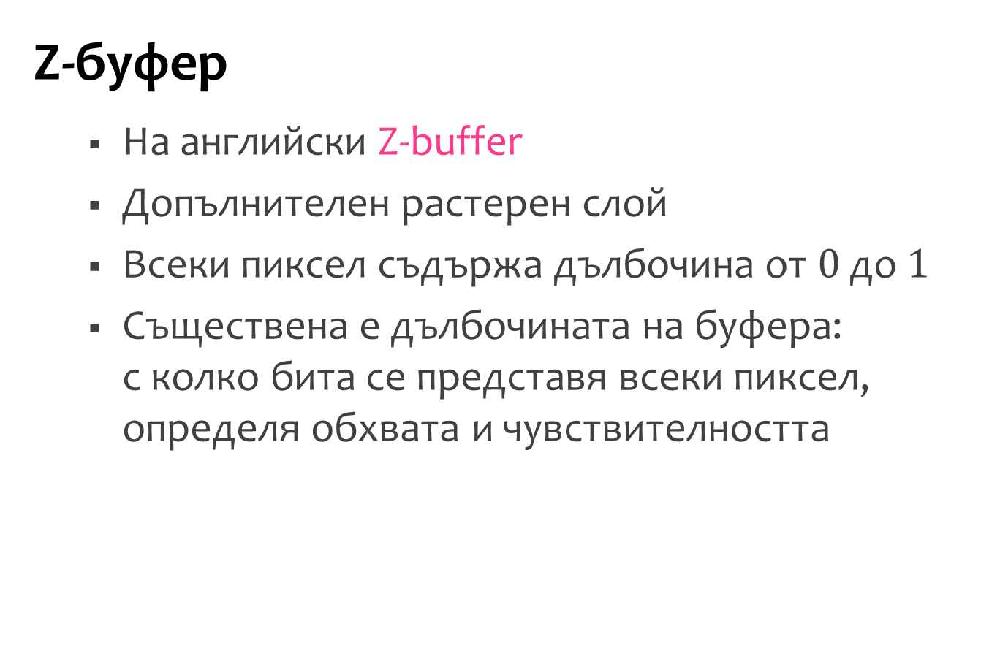 Z-буфер
▪ На английски Z-buffer
▪ Допълнителен растерен слой
▪ Всеки пиксел съдържа дълбочина от 0 до 1
▪ Съществена е дълбочината на буфера:
с колко бита се представя всеки пиксел,
определя обхвата и чувствителността